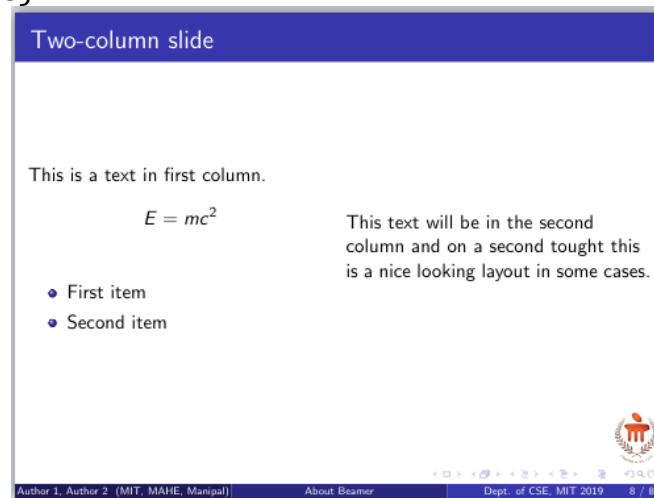 Two-column slide
This is a text in first column.
E = mc²
First item
Second item
This text will be in the second
column and on a second tought this
is a nice looking layout in some cases.
Author 1, Author 2 (MIT, MAHE, Manipal) About Beamer Dept. of CSE, MIT 2019 8 / 8